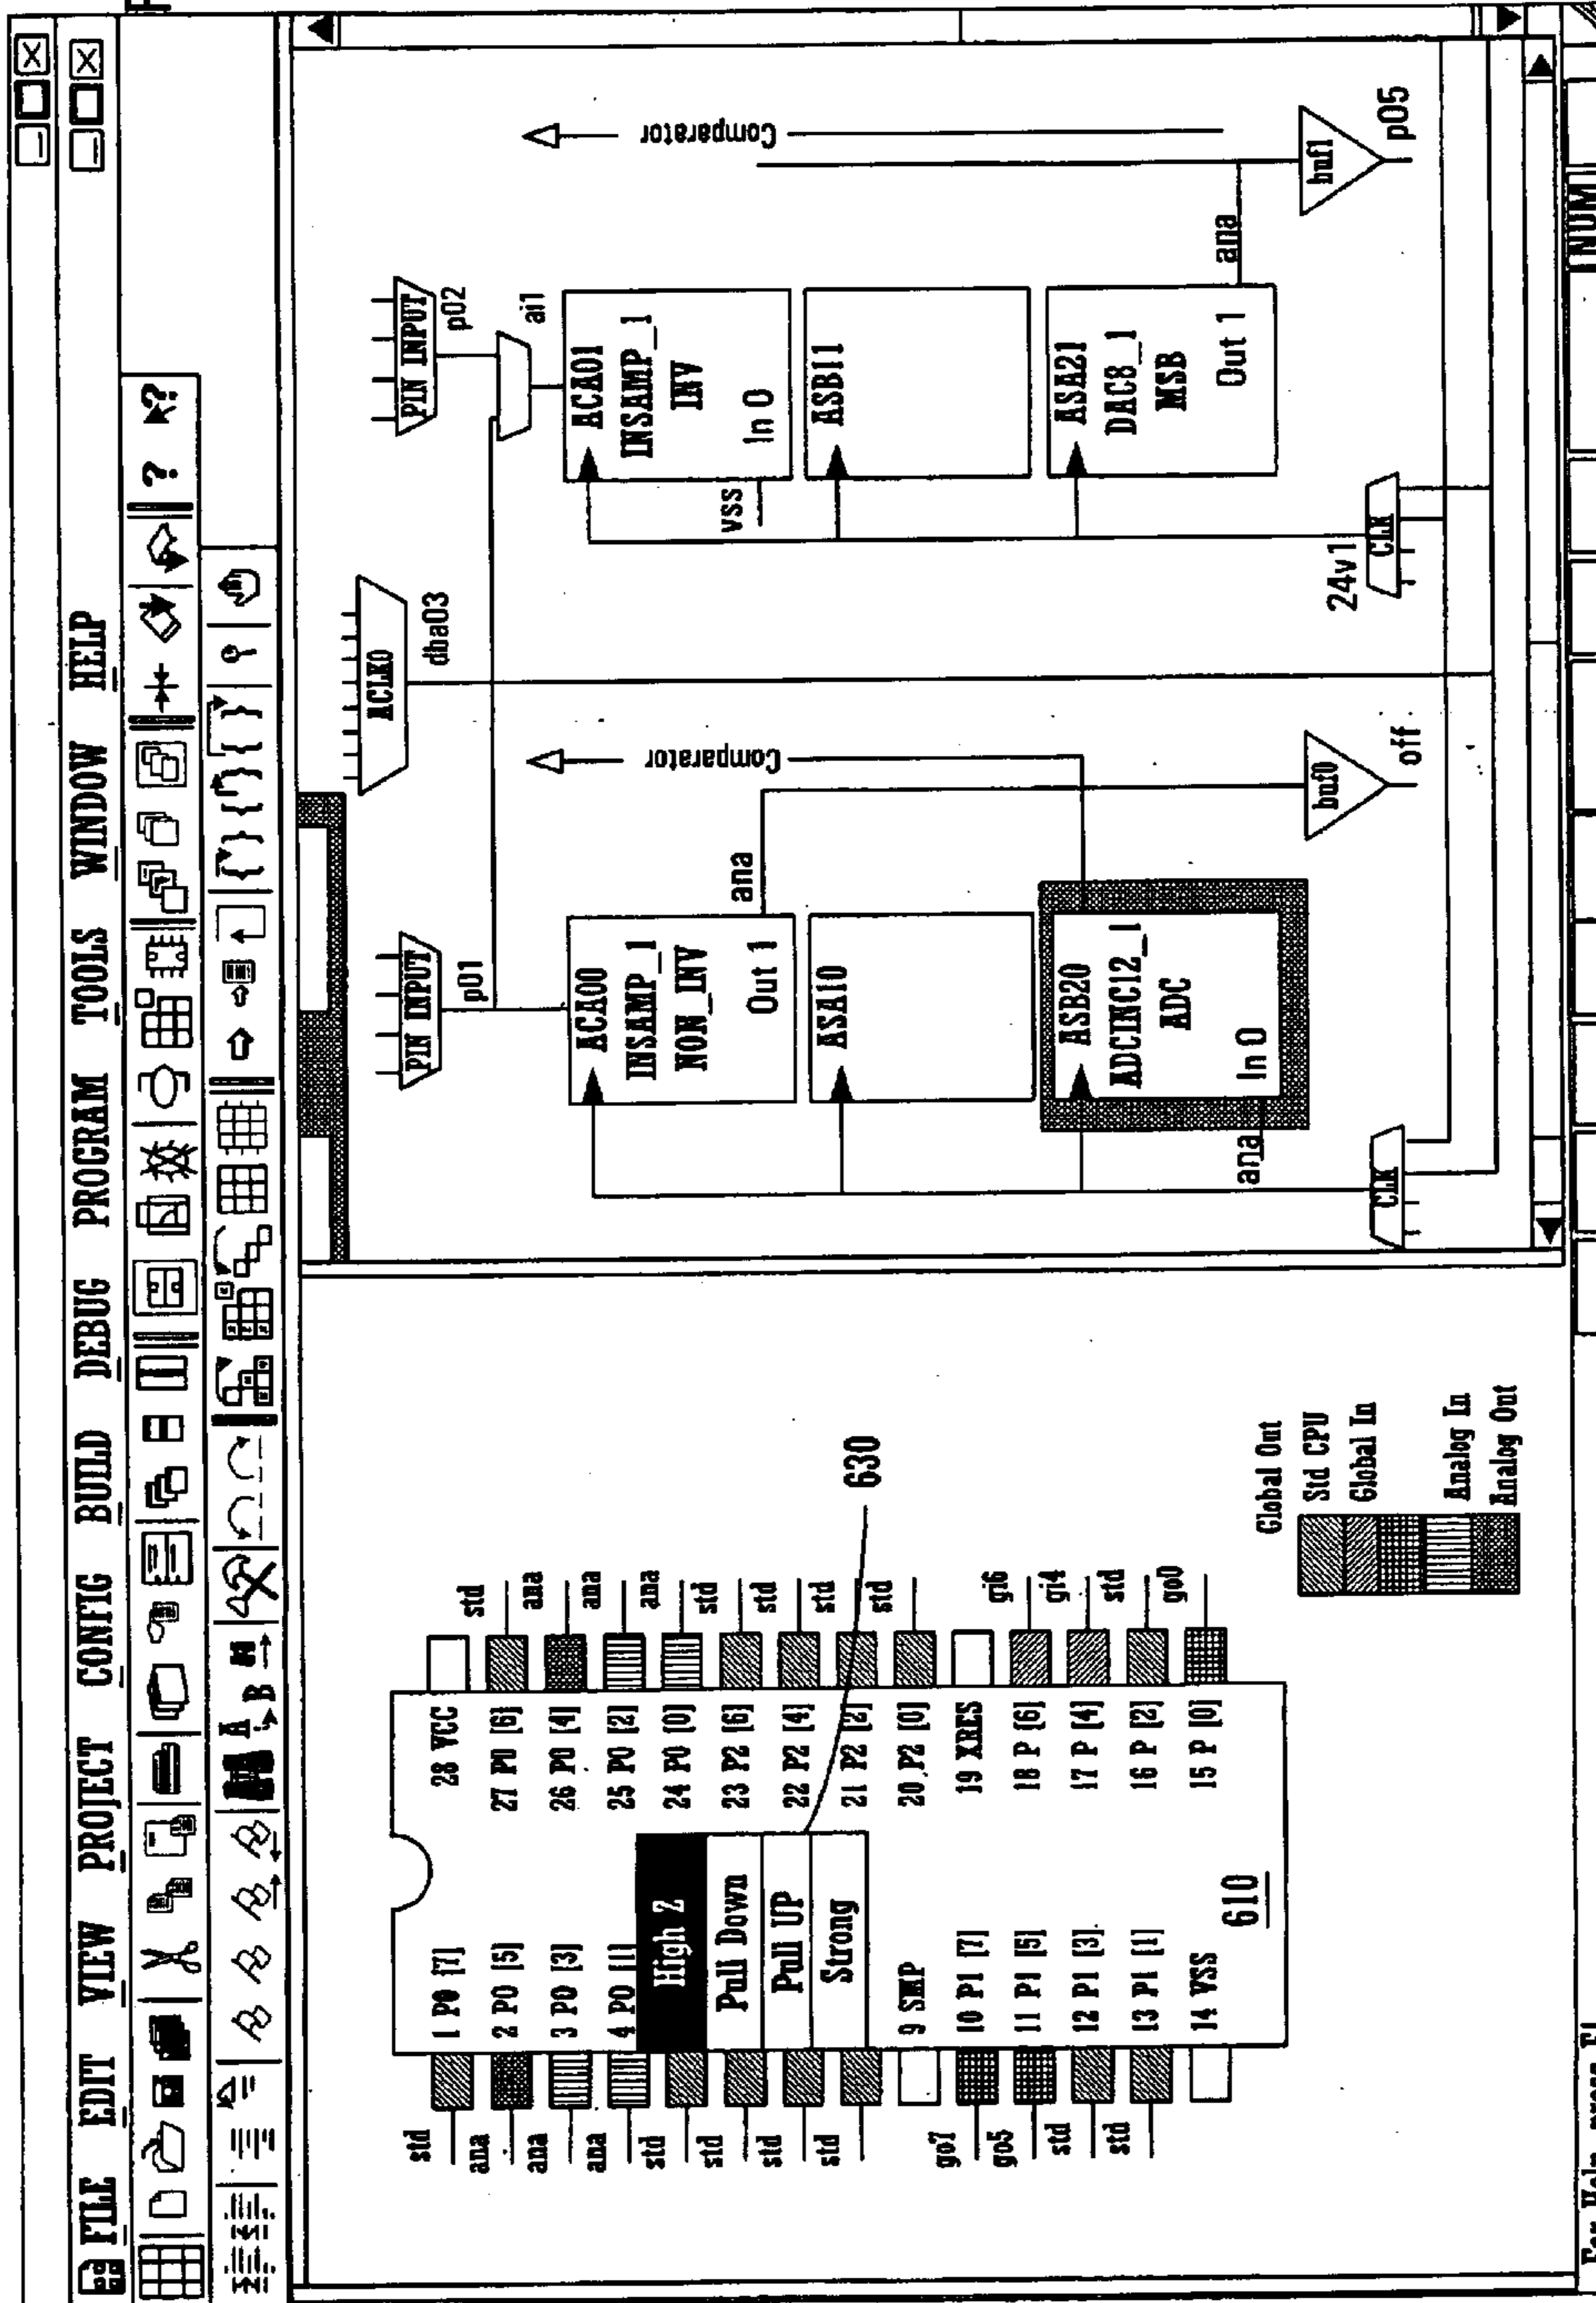 FILE EDIT VIEW PROJECT CONFIG BUILD DEBUG PROGRAM TOOLS WINDOW HELP
A
B
? ?
std
ana
ana
ana
std
std
std
std
go7
go5
std
std
1 P0 [7]
2 P0 [5]
3 P0 [3]
4 P0 [1]
High Z
Pull Down
Pull UP
Strong
9 SMP
10 P1 [7]
11 P1 [5]
12 P1 [3]
13 P1 [1]
14 VSS
610
28 VCC
27 P0 [6]
26 P0 [4]
25 P0 [2]
24 P0 [0]
23 P2 [6]
22 P2 [4]
21 P2 [2]
20 P2 [0]
19 XRES
18 P [6]
17 P [4]
16 P [2]
15 P [0]
std
ana
ana
ana
std
std
std
std
gi6
gi4
std
go0
630
Global Out
Std CPU
Global In
Analog In
Analog Out
PIN INPUT
p01
ACA00
INSAMP_1
NON_INV
Out 1
ana
ASA10
ASB20
ADCINC12_1
ADC
In 0
ana
CLK
Comparator
buf0
off
ACLK0
dba03
PIN INPUT
p02
ai1
ACA01
INSAMP_1
INV
In 0
vss
ASB11
ASA21
DAC8_1
MSB
Out 1
ana
24v1
CLK
Comparator
buf1
p05
For Help, press F1
NUM